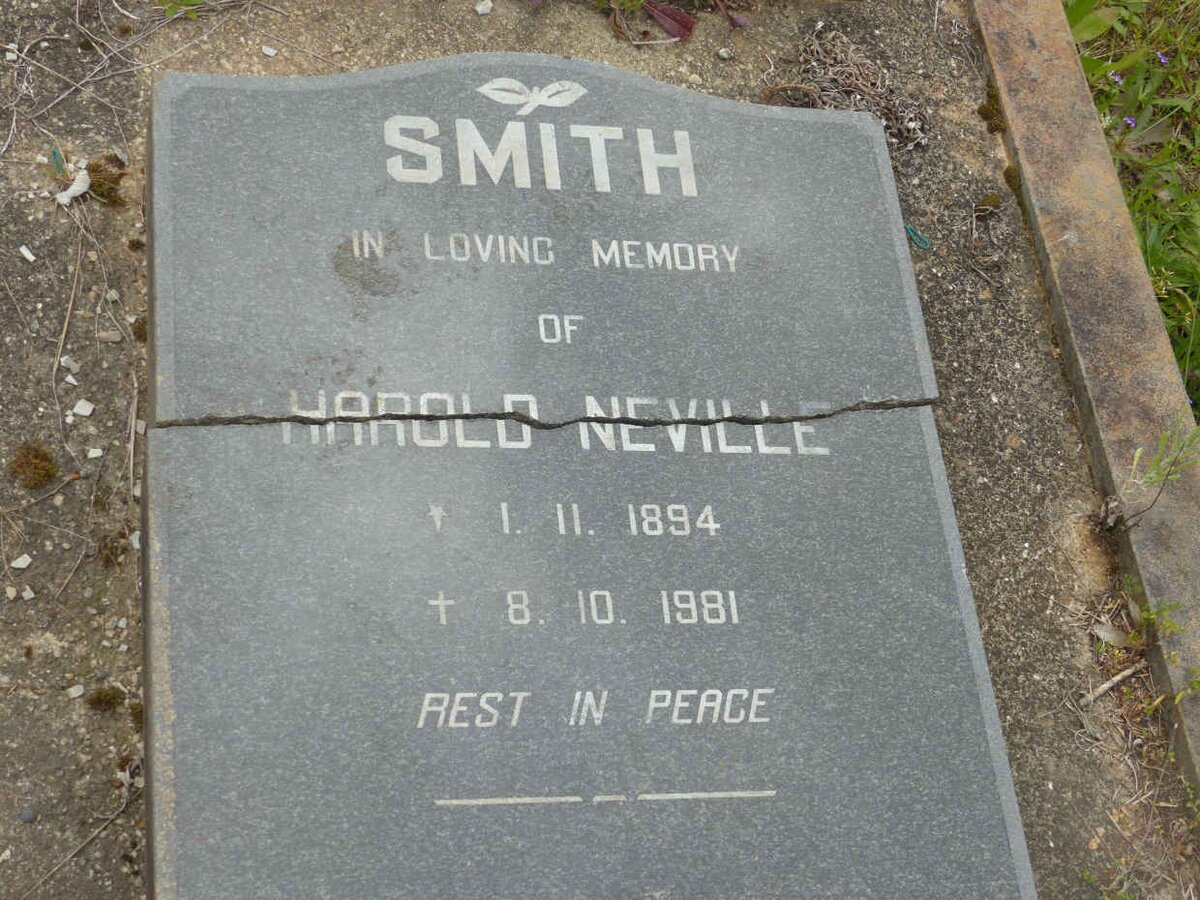 SMITH
IN LOVING MEMORY
OF
HAROLD NEVILLE
* 1. 11. 1894
† 8. 10. 1981
REST IN PEACE